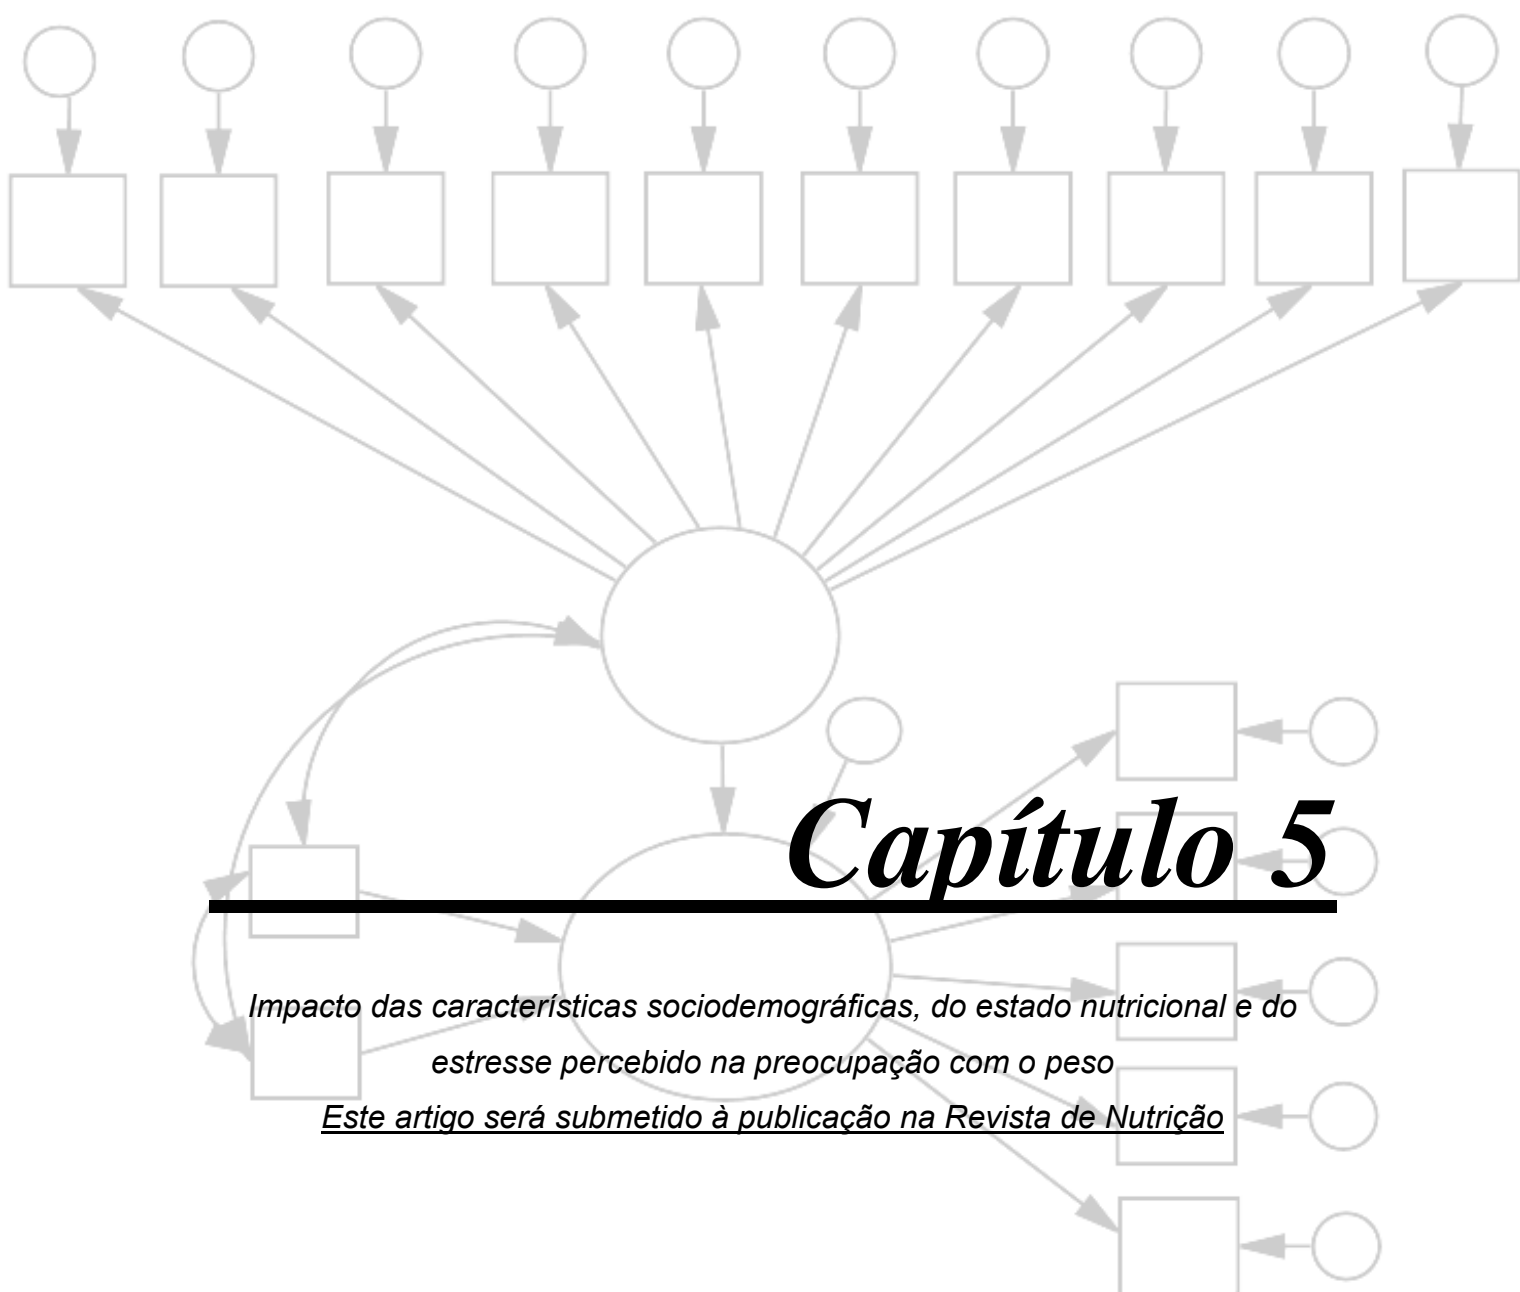 Capítulo 5
Impacto das características sociodemográficas, do estado nutricional e do
estresse percebido na preocupação com o peso
Este artigo será submetido à publicação na Revista de Nutrição